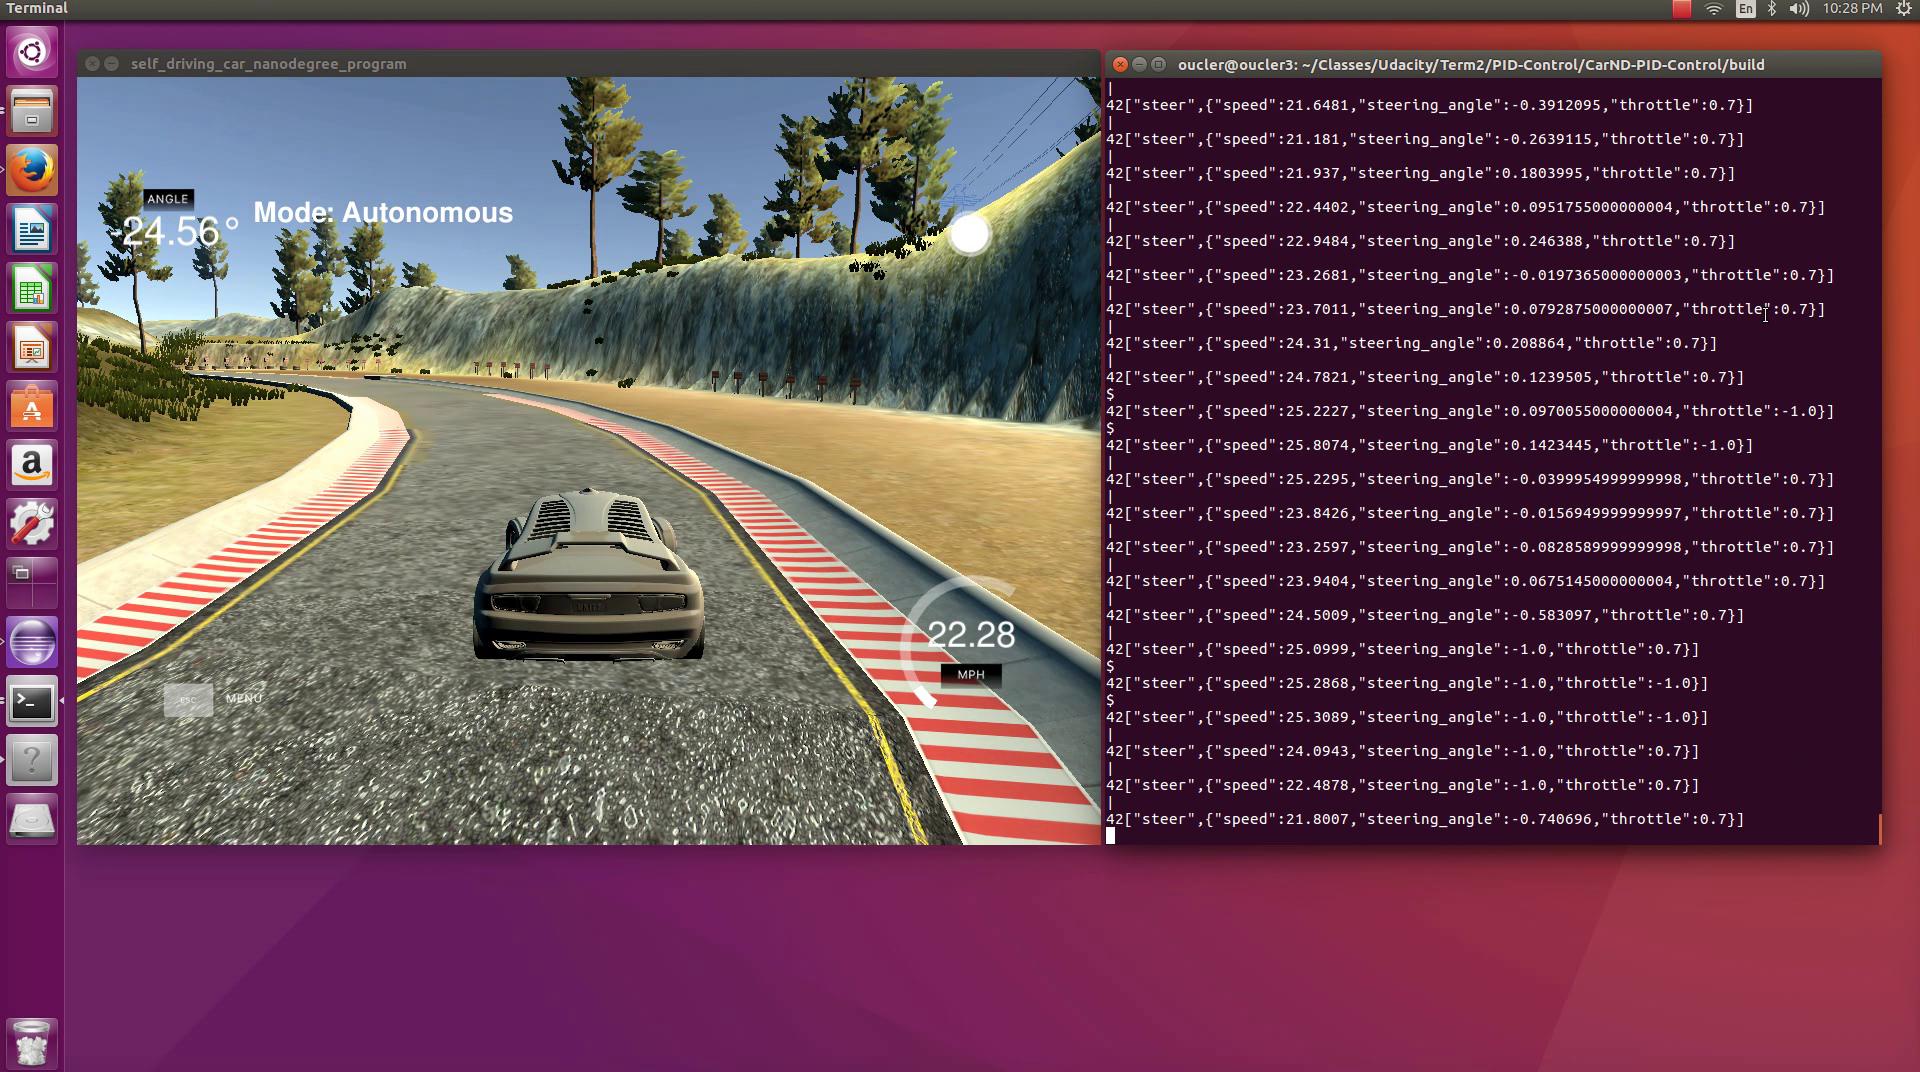 Terminal
En
10:28 PM
self_driving_car_nanodegree_program
ANGLE
-24.56°
Mode: Autonomous
22.28
MPH
ESC
MENU
oucler@oucler3: ~/Classes/Udacity/Term2/PID-Control/CarND-PID-Control/build
|
42["steer",{"speed":21.6481,"steering_angle":-0.3912095,"throttle":0.7}]
|
42["steer",{"speed":21.181,"steering_angle":-0.2639115,"throttle":0.7}]
|
42["steer",{"speed":21.937,"steering_angle":0.1803995,"throttle":0.7}]
|
42["steer",{"speed":22.4402,"steering_angle":0.0951755000000004,"throttle":0.7}]
|
42["steer",{"speed":22.9484,"steering_angle":0.246388,"throttle":0.7}]
|
42["steer",{"speed":23.2681,"steering_angle":-0.0197365000000003,"throttle":0.7}]
|
42["steer",{"speed":23.7011,"steering_angle":0.0792875000000007,"throttle":0.7}]
|
42["steer",{"speed":24.31,"steering_angle":0.208864,"throttle":0.7}]
|
42["steer",{"speed":24.7821,"steering_angle":0.1239505,"throttle":0.7}]
$
42["steer",{"speed":25.2227,"steering_angle":0.0970055000000004,"throttle":-1.0}]
$
42["steer",{"speed":25.8074,"steering_angle":0.1423445,"throttle":-1.0}]
|
42["steer",{"speed":25.2295,"steering_angle":-0.0399954999999998,"throttle":0.7}]
|
42["steer",{"speed":23.8426,"steering_angle":-0.0156949999999997,"throttle":0.7}]
|
42["steer",{"speed":23.2597,"steering_angle":-0.0828589999999998,"throttle":0.7}]
|
42["steer",{"speed":23.9404,"steering_angle":0.0675145000000004,"throttle":0.7}]
|
42["steer",{"speed":24.5009,"steering_angle":-0.583097,"throttle":0.7}]
|
42["steer",{"speed":25.0999,"steering_angle":-1.0,"throttle":0.7}]
$
42["steer",{"speed":25.2868,"steering_angle":-1.0,"throttle":-1.0}]
$
42["steer",{"speed":25.3089,"steering_angle":-1.0,"throttle":-1.0}]
|
42["steer",{"speed":24.0943,"steering_angle":-1.0,"throttle":0.7}]
|
42["steer",{"speed":22.4878,"steering_angle":-1.0,"throttle":0.7}]
|
42["steer",{"speed":21.8007,"steering_angle":-0.740696,"throttle":0.7}]